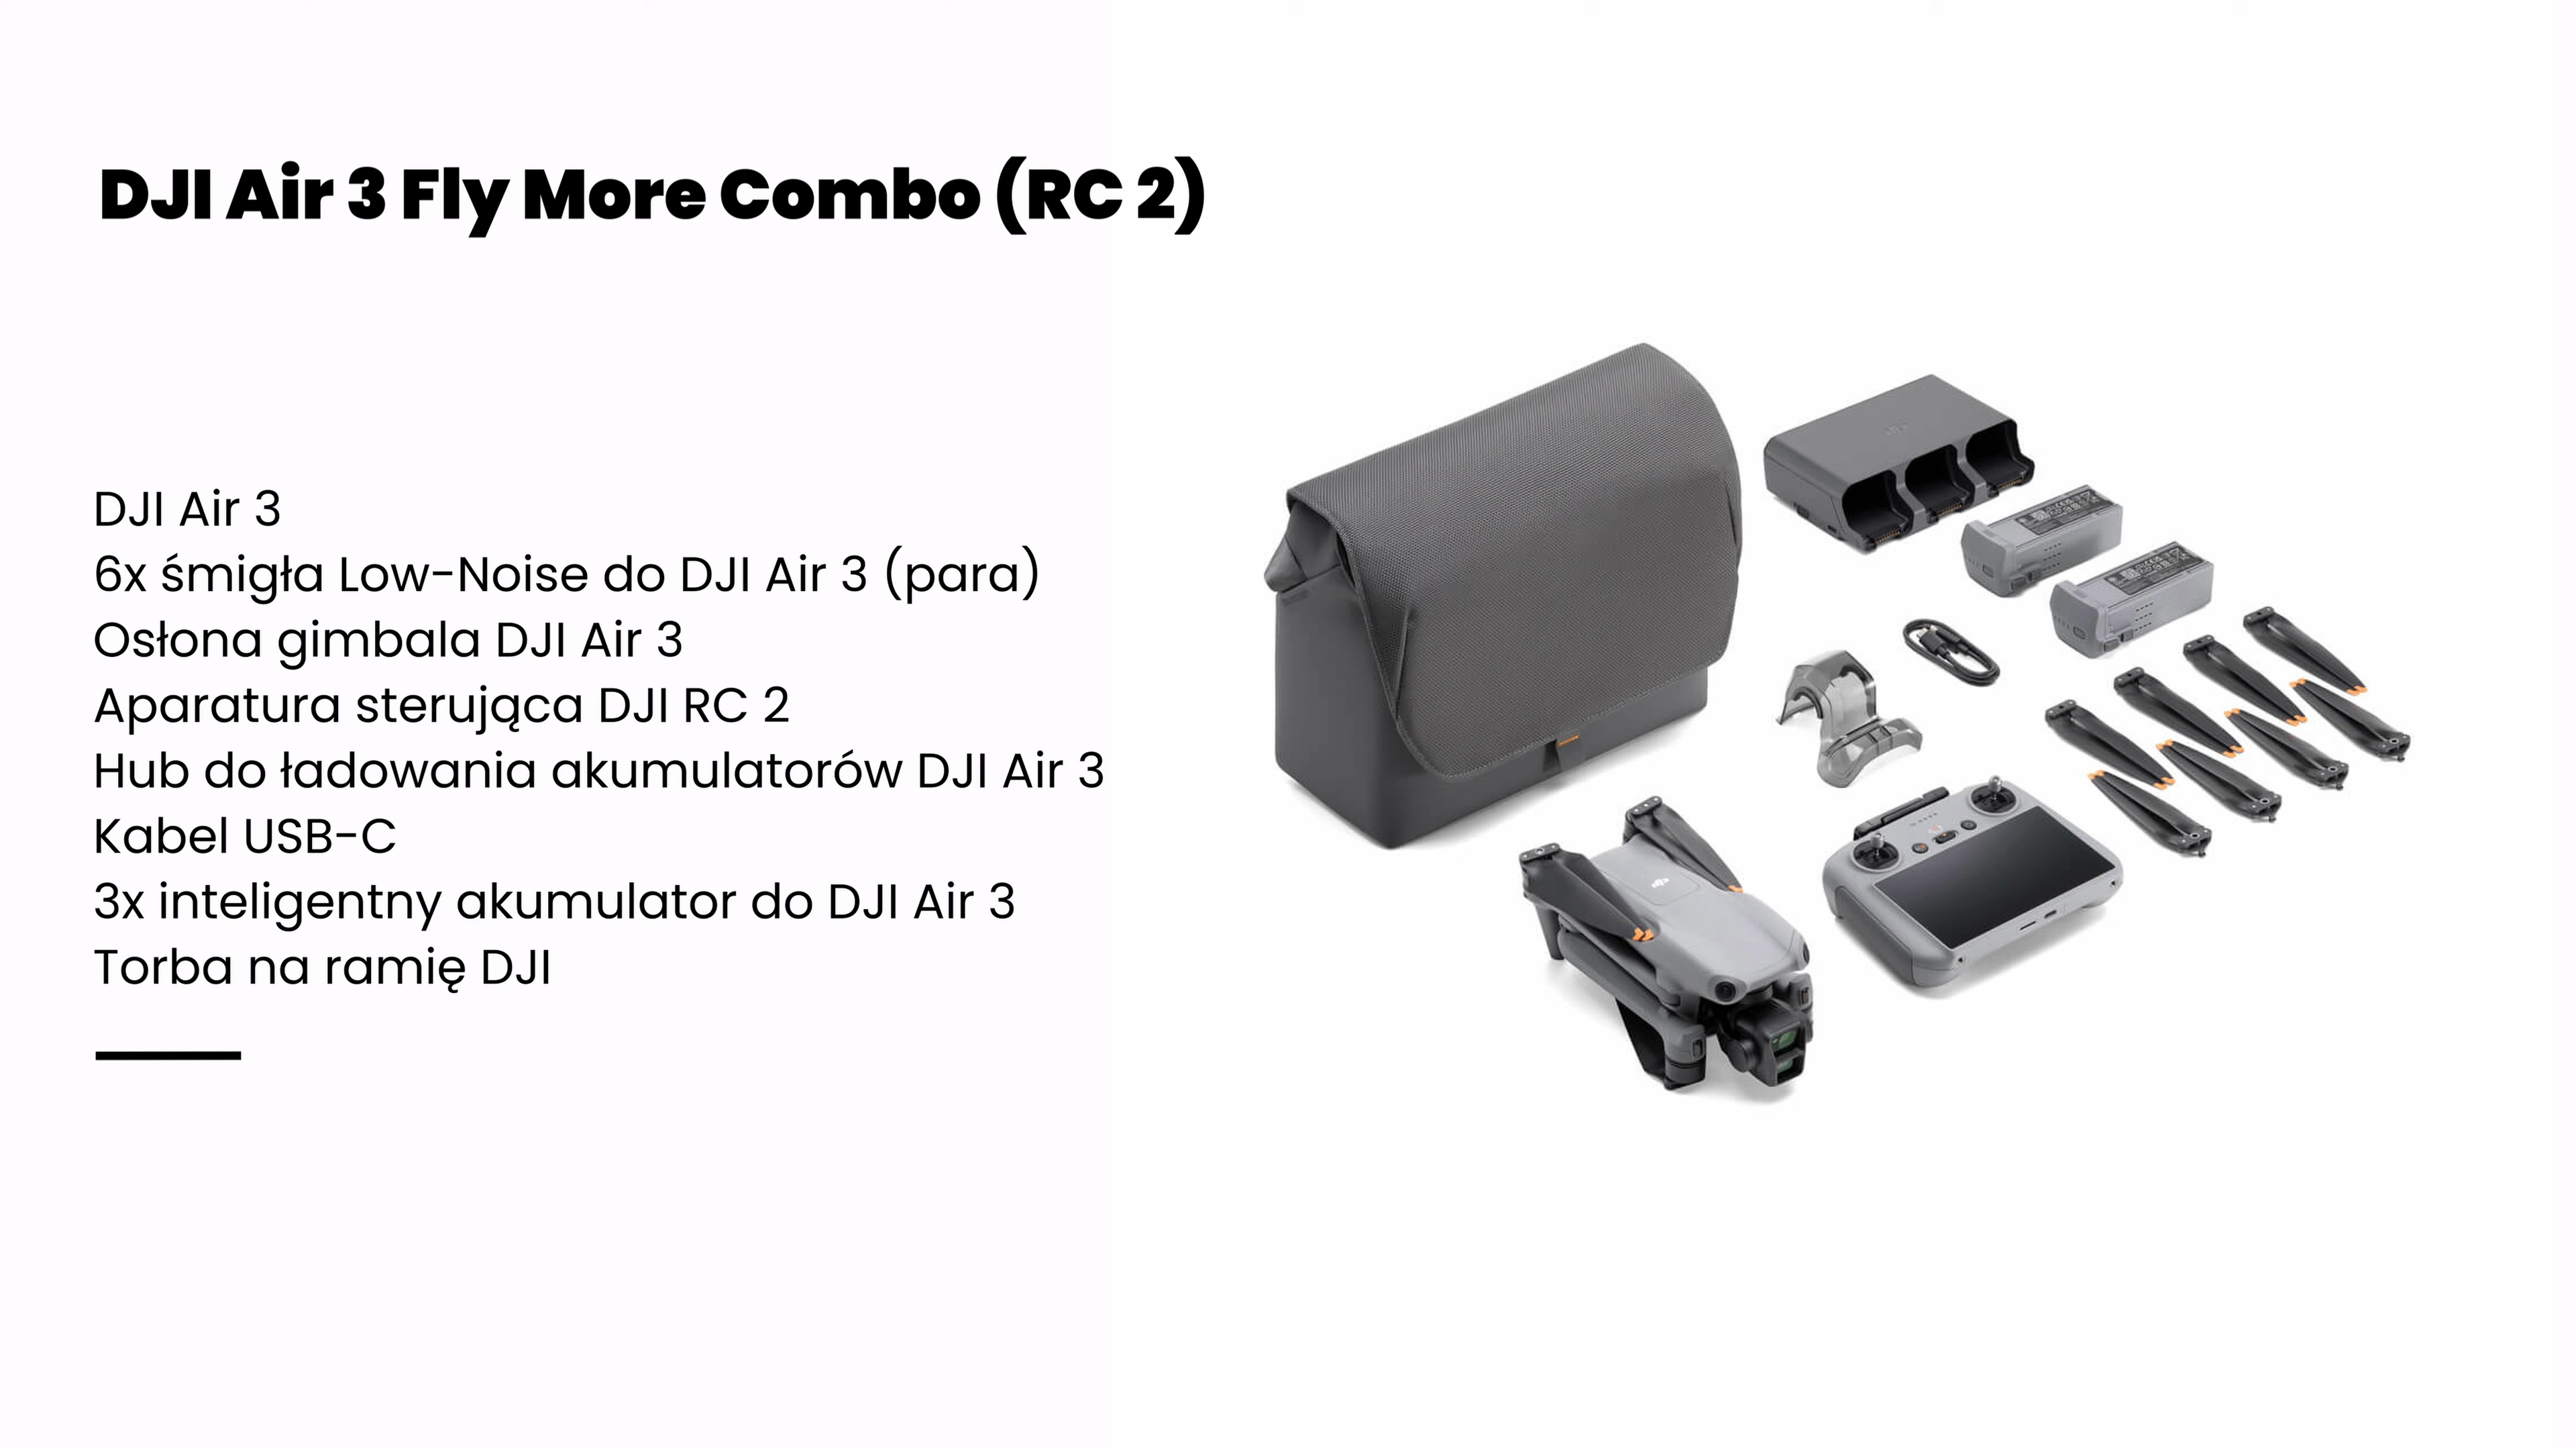 DJI Air 3 Fly More Combo (RC 2)
DJI Air 3
6x śmigła Low-Noise do DJI Air 3 (para)
Osłona gimbala DJI Air 3
Aparatura sterująca DJI RC 2
Hub do ładowania akumulatorów DJI Air 3
Kabel USB-C
3x inteligentny akumulator do DJI Air 3
Torba na ramię DJI